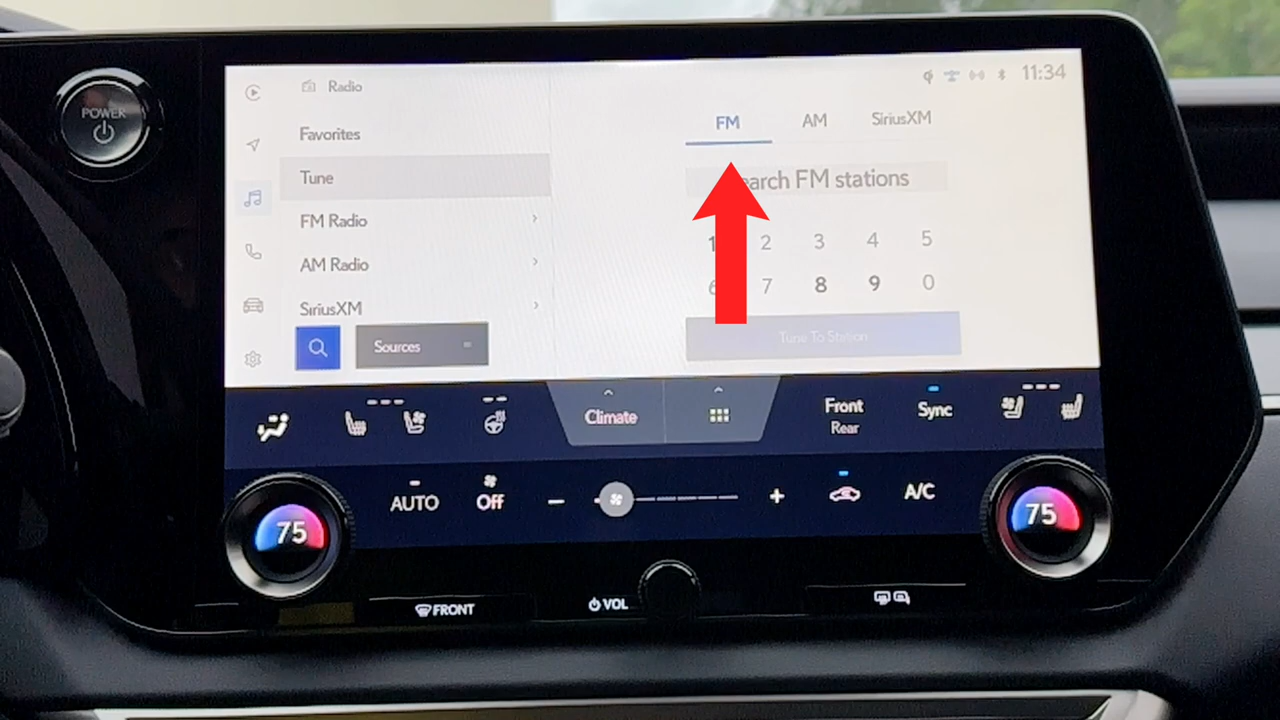 POWER
Radio
11:34
Favorites
Tune
FM Radio
AM Radio
SiriusXM
Sources
FM AM SiriusXM
earch FM stations
1 2 3 4 5
6 7 8 9 0
Tune To Station
Climate
Front
Rear
Sync
AUTO
Off
A/C
75
75
FRONT
VOL